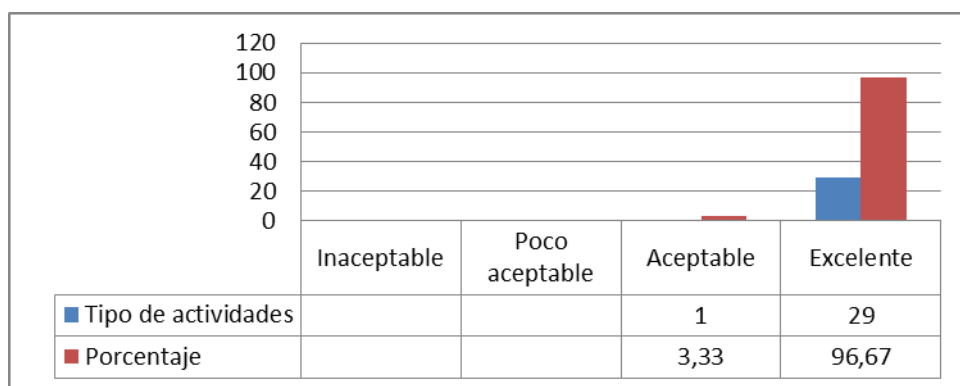 120
100
80
60
40
20
0
Inaceptable
Poco
aceptable
Aceptable
Excelente
Tipo de actividades 1 29
Porcentaje 3,33 96,67